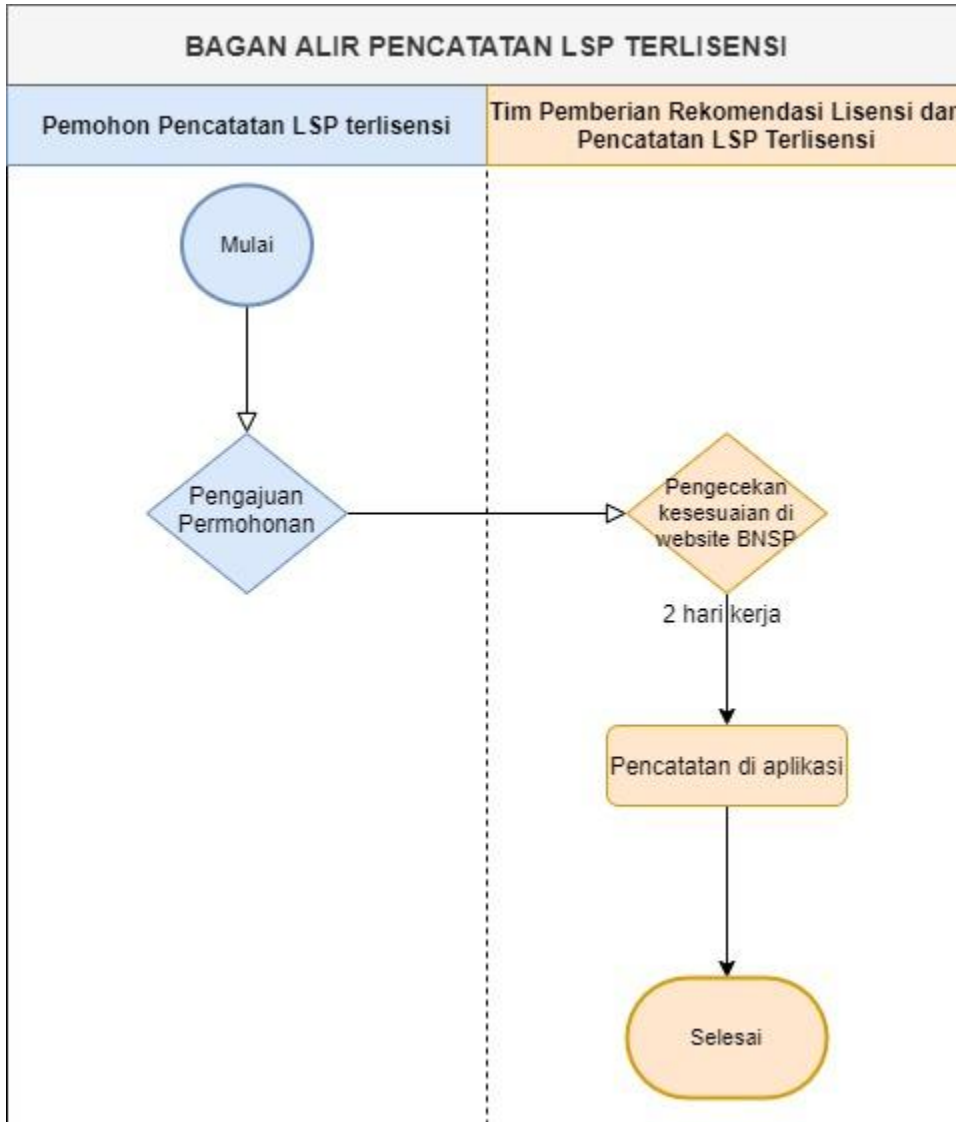 BAGAN ALIR PENCATATAN LSP TERLISENSI
Pemohon Pencatatan LSP terlisensi
Tim Pemberian Rekomendasi Lisensi dan
Pencatatan LSP Terlisensi
Mulai
Pengajuan
Permohonan
Pengecekan
kesesuaian di
website BNSP
2 hari kerja
Pencatatan di aplikasi
Selesai